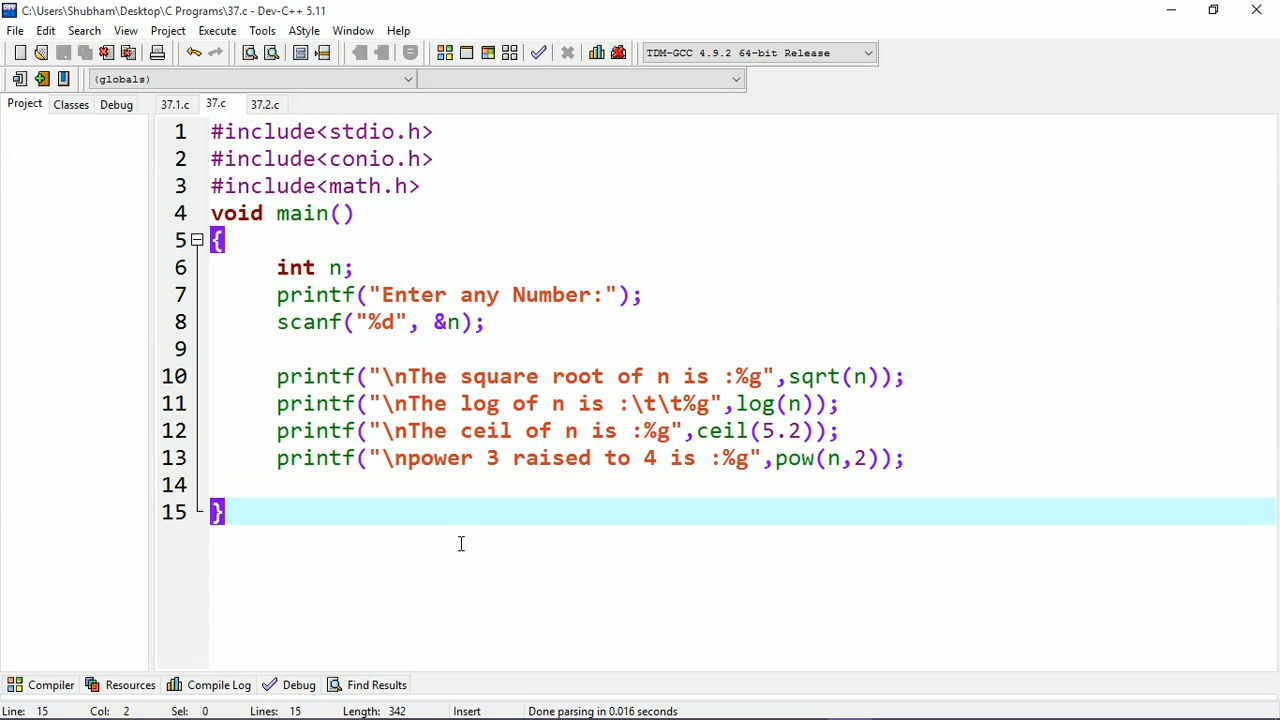 C:\Users\Shubham\Desktop\C Programs\37.c - Dev-C++ 5.11
File Edit Search View Project Execute Tools AStyle Window Help
TDM-GCC 4.9.2 64-bit Release
(globals)
Project Classes Debug 37.1.c 37.c 37.2.c
1 #include<stdio.h>
2 #include<conio.h>
3 #include<math.h>
4 void main()
5 {
6 int n;
7 printf("Enter any Number:");
8 scanf("%d", &n);
9
10 printf("\nThe square root of n is :%g",sqrt(n));
11 printf("\nThe log of n is :\t\t%g",log(n));
12 printf("\nThe ceil of n is :%g",ceil(5.2));
13 printf("\npower 3 raised to 4 is :%g",pow(n,2));
14
15 }
Compiler Resources Compile Log Debug Find Results
Line: 15 Col: 2 Sel: 0 Lines: 15 Length: 342 Insert Done parsing in 0.016 seconds